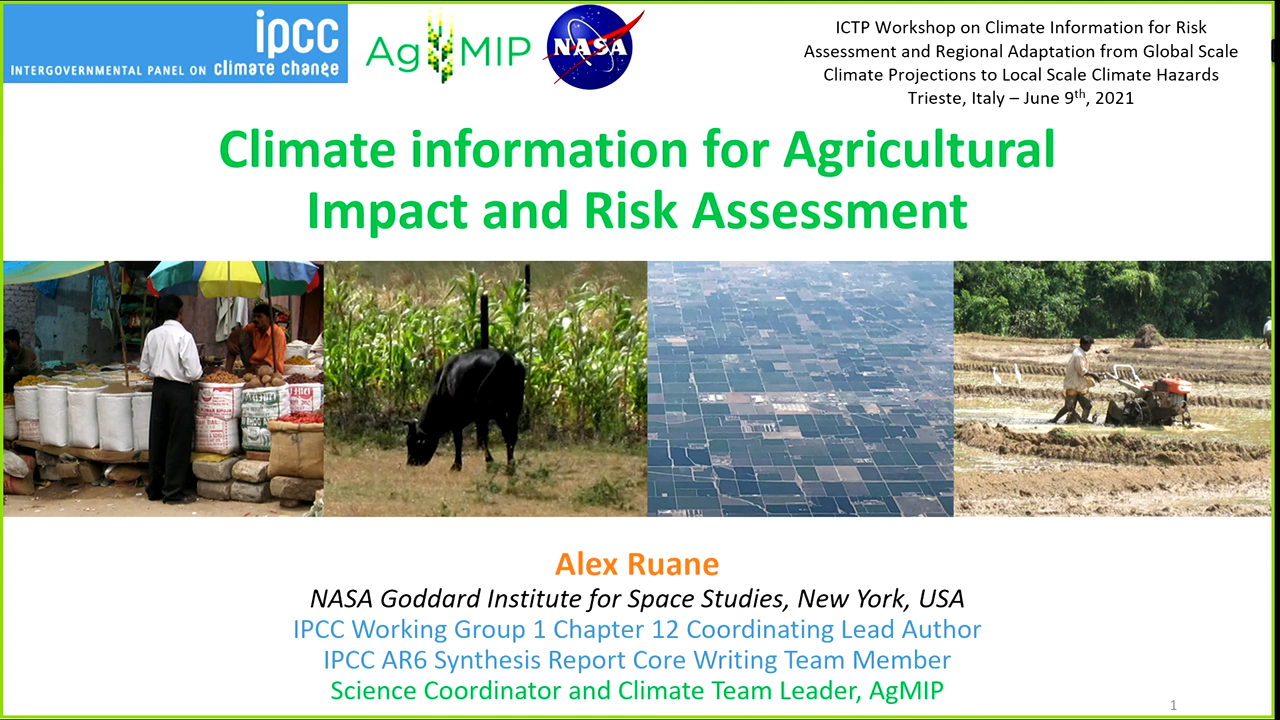 ipcc
INTERGOVERNMENTAL PANEL ON climate change
AgMIP
NASA
ICTP Workshop on Climate Information for Risk
Assessment and Regional Adaptation from Global Scale
Climate Projections to Local Scale Climate Hazards
Trieste, Italy – June 9th, 2021
Climate information for Agricultural
Impact and Risk Assessment
Alex Ruane
NASA Goddard Institute for Space Studies, New York, USA
IPCC Working Group 1 Chapter 12 Coordinating Lead Author
IPCC AR6 Synthesis Report Core Writing Team Member
Science Coordinator and Climate Team Leader, AgMIP
1